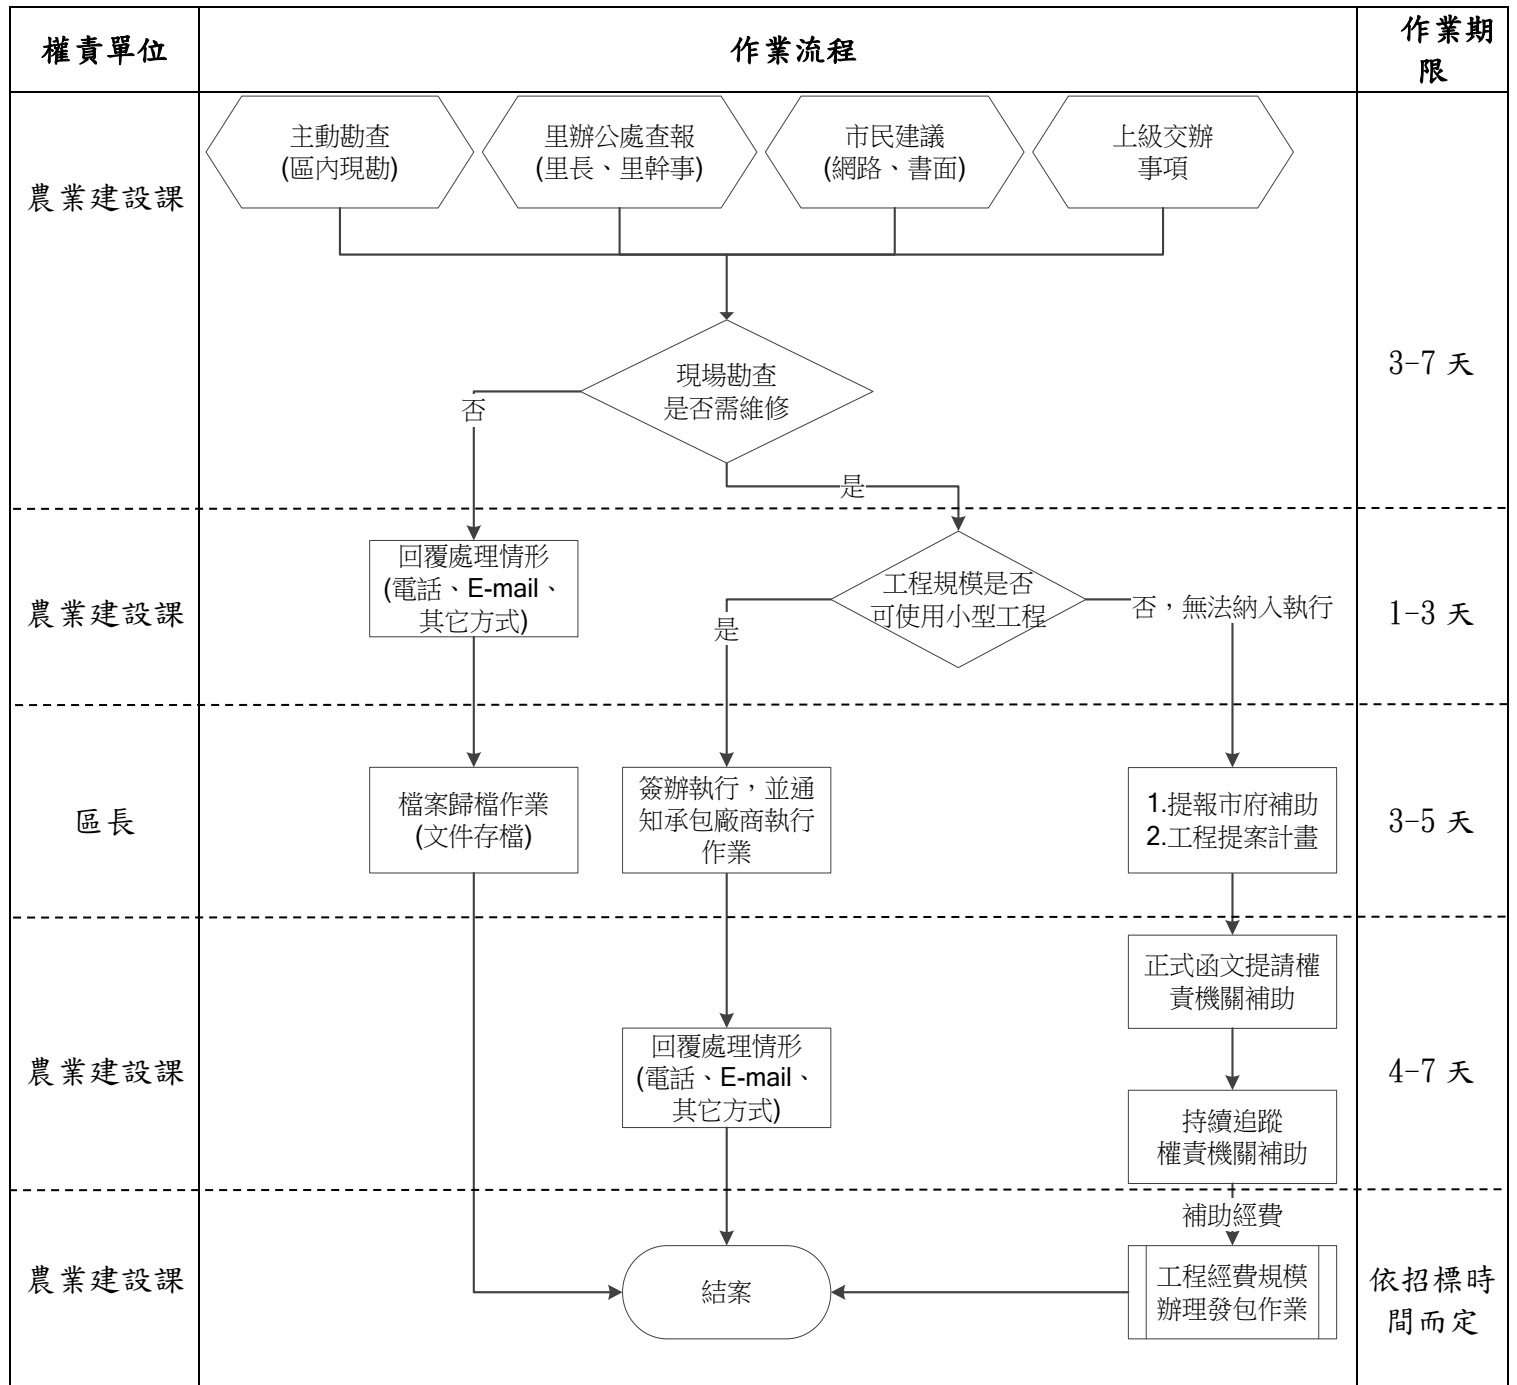 權責單位
作業流程
作業期
限
農業建設課
主動勘查
(區內現勘)
里辦公處查報
(里長、里幹事)
市民建議
(網路、書面)
上級交辦
事項
3-7 天
現場勘查
是否需維修
否
是
農業建設課
回覆處理情形
(電話、E-mail、
其它方式)
工程規模是否
可使用小型工程
是
否，無法納入執行
1-3 天
區長
檔案歸檔作業
(文件存檔)
簽辦執行，並通
知承包廠商執行
作業
1.提報市府補助
2.工程提案計畫
3-5 天
農業建設課
正式函文提請權
責機關補助
回覆處理情形
(電話、E-mail、
其它方式)
持續追蹤
權責機關補助
4-7 天
農業建設課
補助經費
結案
工程經費規模
辦理發包作業
依招標時
間而定